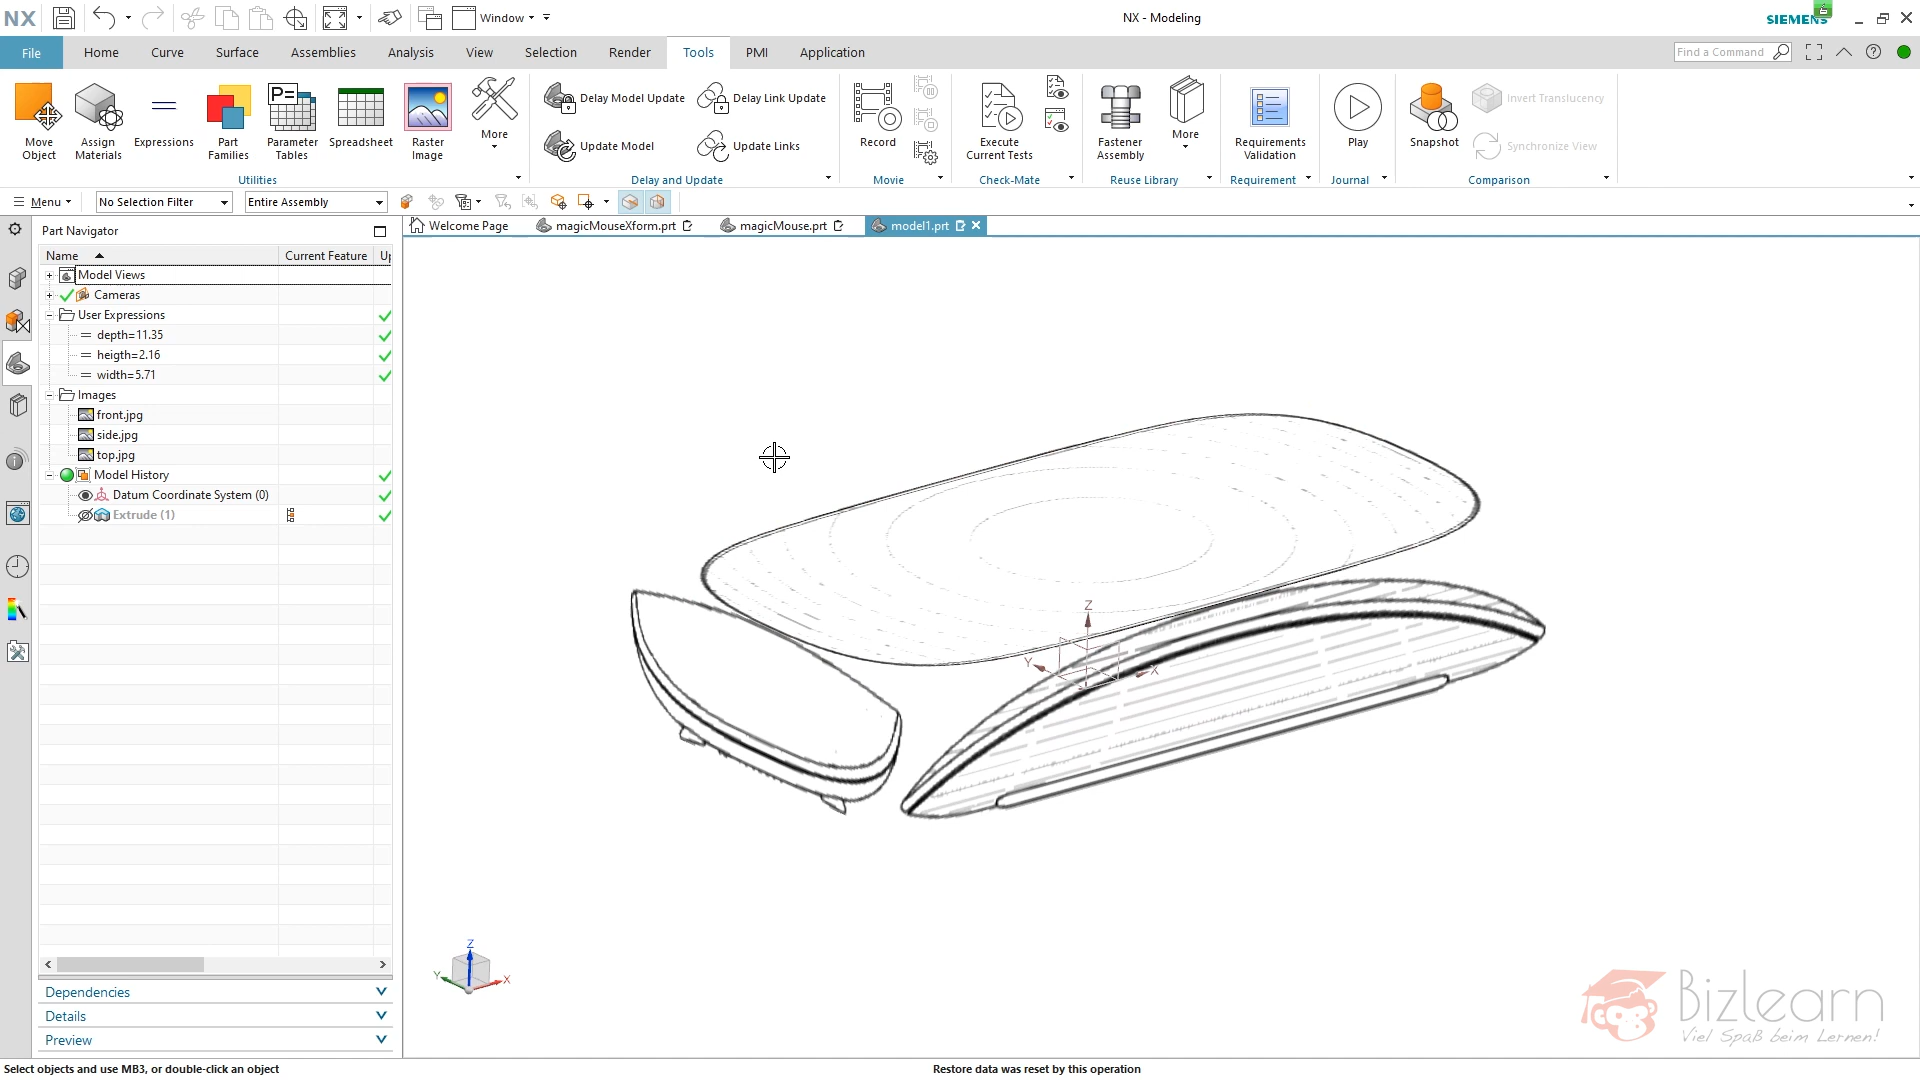 NX
Window
NX - Modeling
SIEMENS
File
Home
Curve
Surface
Assemblies
Analysis
View
Selection
Render
Tools
PMI
Application
Find a Command
Move Object
Assign Materials
Expressions
Part Families
P=
Parameter Tables
Spreadsheet
Raster Image
More
Utilities
Delay Model Update
Delay Link Update
Update Model
Update Links
Delay and Update
Record
Movie
Execute Current Tests
Check-Mate
Fastener Assembly
More
Reuse Library
Requirements Validation
Requirement
Play
Journal
Snapshot
Invert Translucency
Synchronize View
Comparison
Menu
No Selection Filter
Entire Assembly
Part Navigator
Welcome Page
magicMouseXform.prt
magicMouse.prt
model1.prt
Name
Current Feature
Up
Model Views
Cameras
User Expressions
depth=11.35
heigth=2.16
width=5.71
Images
front.jpg
side.jpg
top.jpg
Model History
Datum Coordinate System (0)
Extrude (1)
Z
Y
X
Z
Y
X
Dependencies
Details
Preview
Bizlearn
Viel Spaß beim Lernen!
Select objects and use MB3, or double-click an object
Restore data was reset by this operation